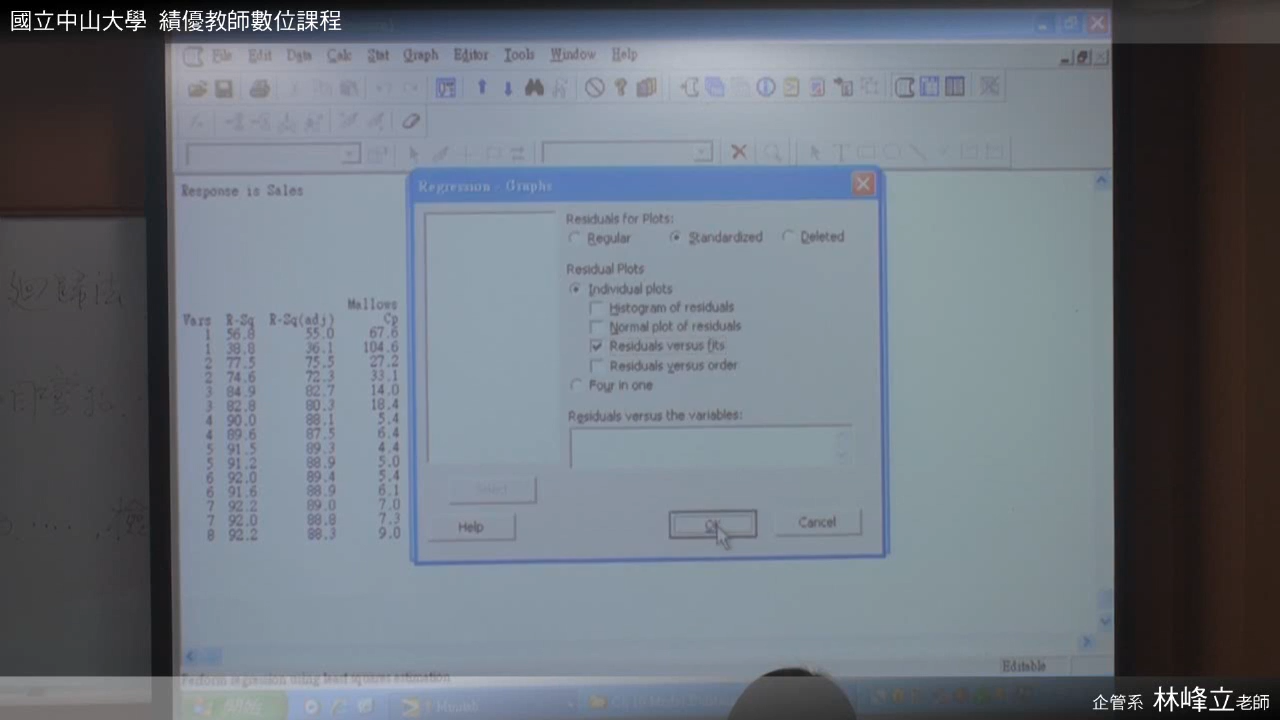 國立中山大學 績優教師數位課程
File Edit Data Calc Stat Graph Editor Tools Window Help
Response is Sales
Mallows
Vars R-Sq R-Sq(adj) Cp
1 56.8 55.0 67.6
1 38.8 36.1 104.6
2 77.5 75.5 27.2
2 74.6 72.3 33.1
3 84.9 82.7 14.0
3 82.8 80.3 18.4
4 90.0 88.1 5.4
4 89.6 87.5 6.4
5 91.5 89.3 4.4
5 91.2 88.9 5.0
6 92.0 89.4 5.4
6 91.6 88.9 6.1
7 92.2 89.0 7.0
7 92.0 88.8 7.3
8 92.2 88.3 9.0
Regression - Graphs
Residuals for Plots:
Regular Standardized Deleted
Residual Plots
Individual plots
Histogram of residuals
Normal plot of residuals
Residuals versus fits
Residuals versus order
Four in one
Residuals versus the variables:
Select
Help OK Cancel
Editable
Perform regression using least squares estimation
企管系 林峰立老師